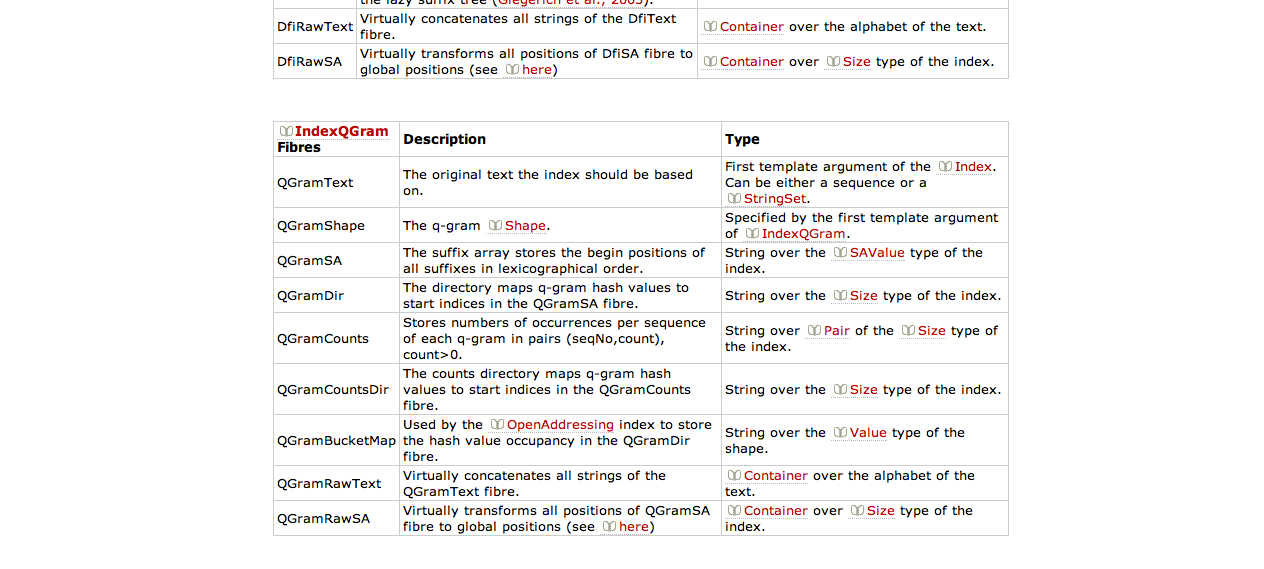 the lazy suffix tree (Giegerich et al., 2003).
DfiRawText
Virtually concatenates all strings of the DfiText
fibre.
Container over the alphabet of the text.
DfiRawSA
Virtually transforms all positions of DfiSA fibre to
global positions (see here)
Container over Size type of the index.
IndexQGram
Fibres
Description
Type
QGramText
The original text the index should be based
on.
First template argument of the Index.
Can be either a sequence or a
StringSet.
QGramShape
The q-gram Shape.
Specified by the first template argument
of IndexQGram.
QGramSA
The suffix array stores the begin positions of
all suffixes in lexicographical order.
String over the SAValue type of the
index.
QGramDir
The directory maps q-gram hash values to
start indices in the QGramSA fibre.
String over the Size type of the index.
QGramCounts
Stores numbers of occurrences per sequence
of each q-gram in pairs (seqNo,count),
count>0.
String over Pair of the Size type of
the index.
QGramCountsDir
The counts directory maps q-gram hash
values to start indices in the QGramCounts
fibre.
String over the Size type of the index.
QGramBucketMap
Used by the OpenAddressing index to store
the hash value occupancy in the QGramDir
fibre.
String over the Value type of the
shape.
QGramRawText
Virtually concatenates all strings of the
QGramText fibre.
Container over the alphabet of the
text.
QGramRawSA
Virtually transforms all positions of QGramSA
fibre to global positions (see here)
Container over Size type of the
index.